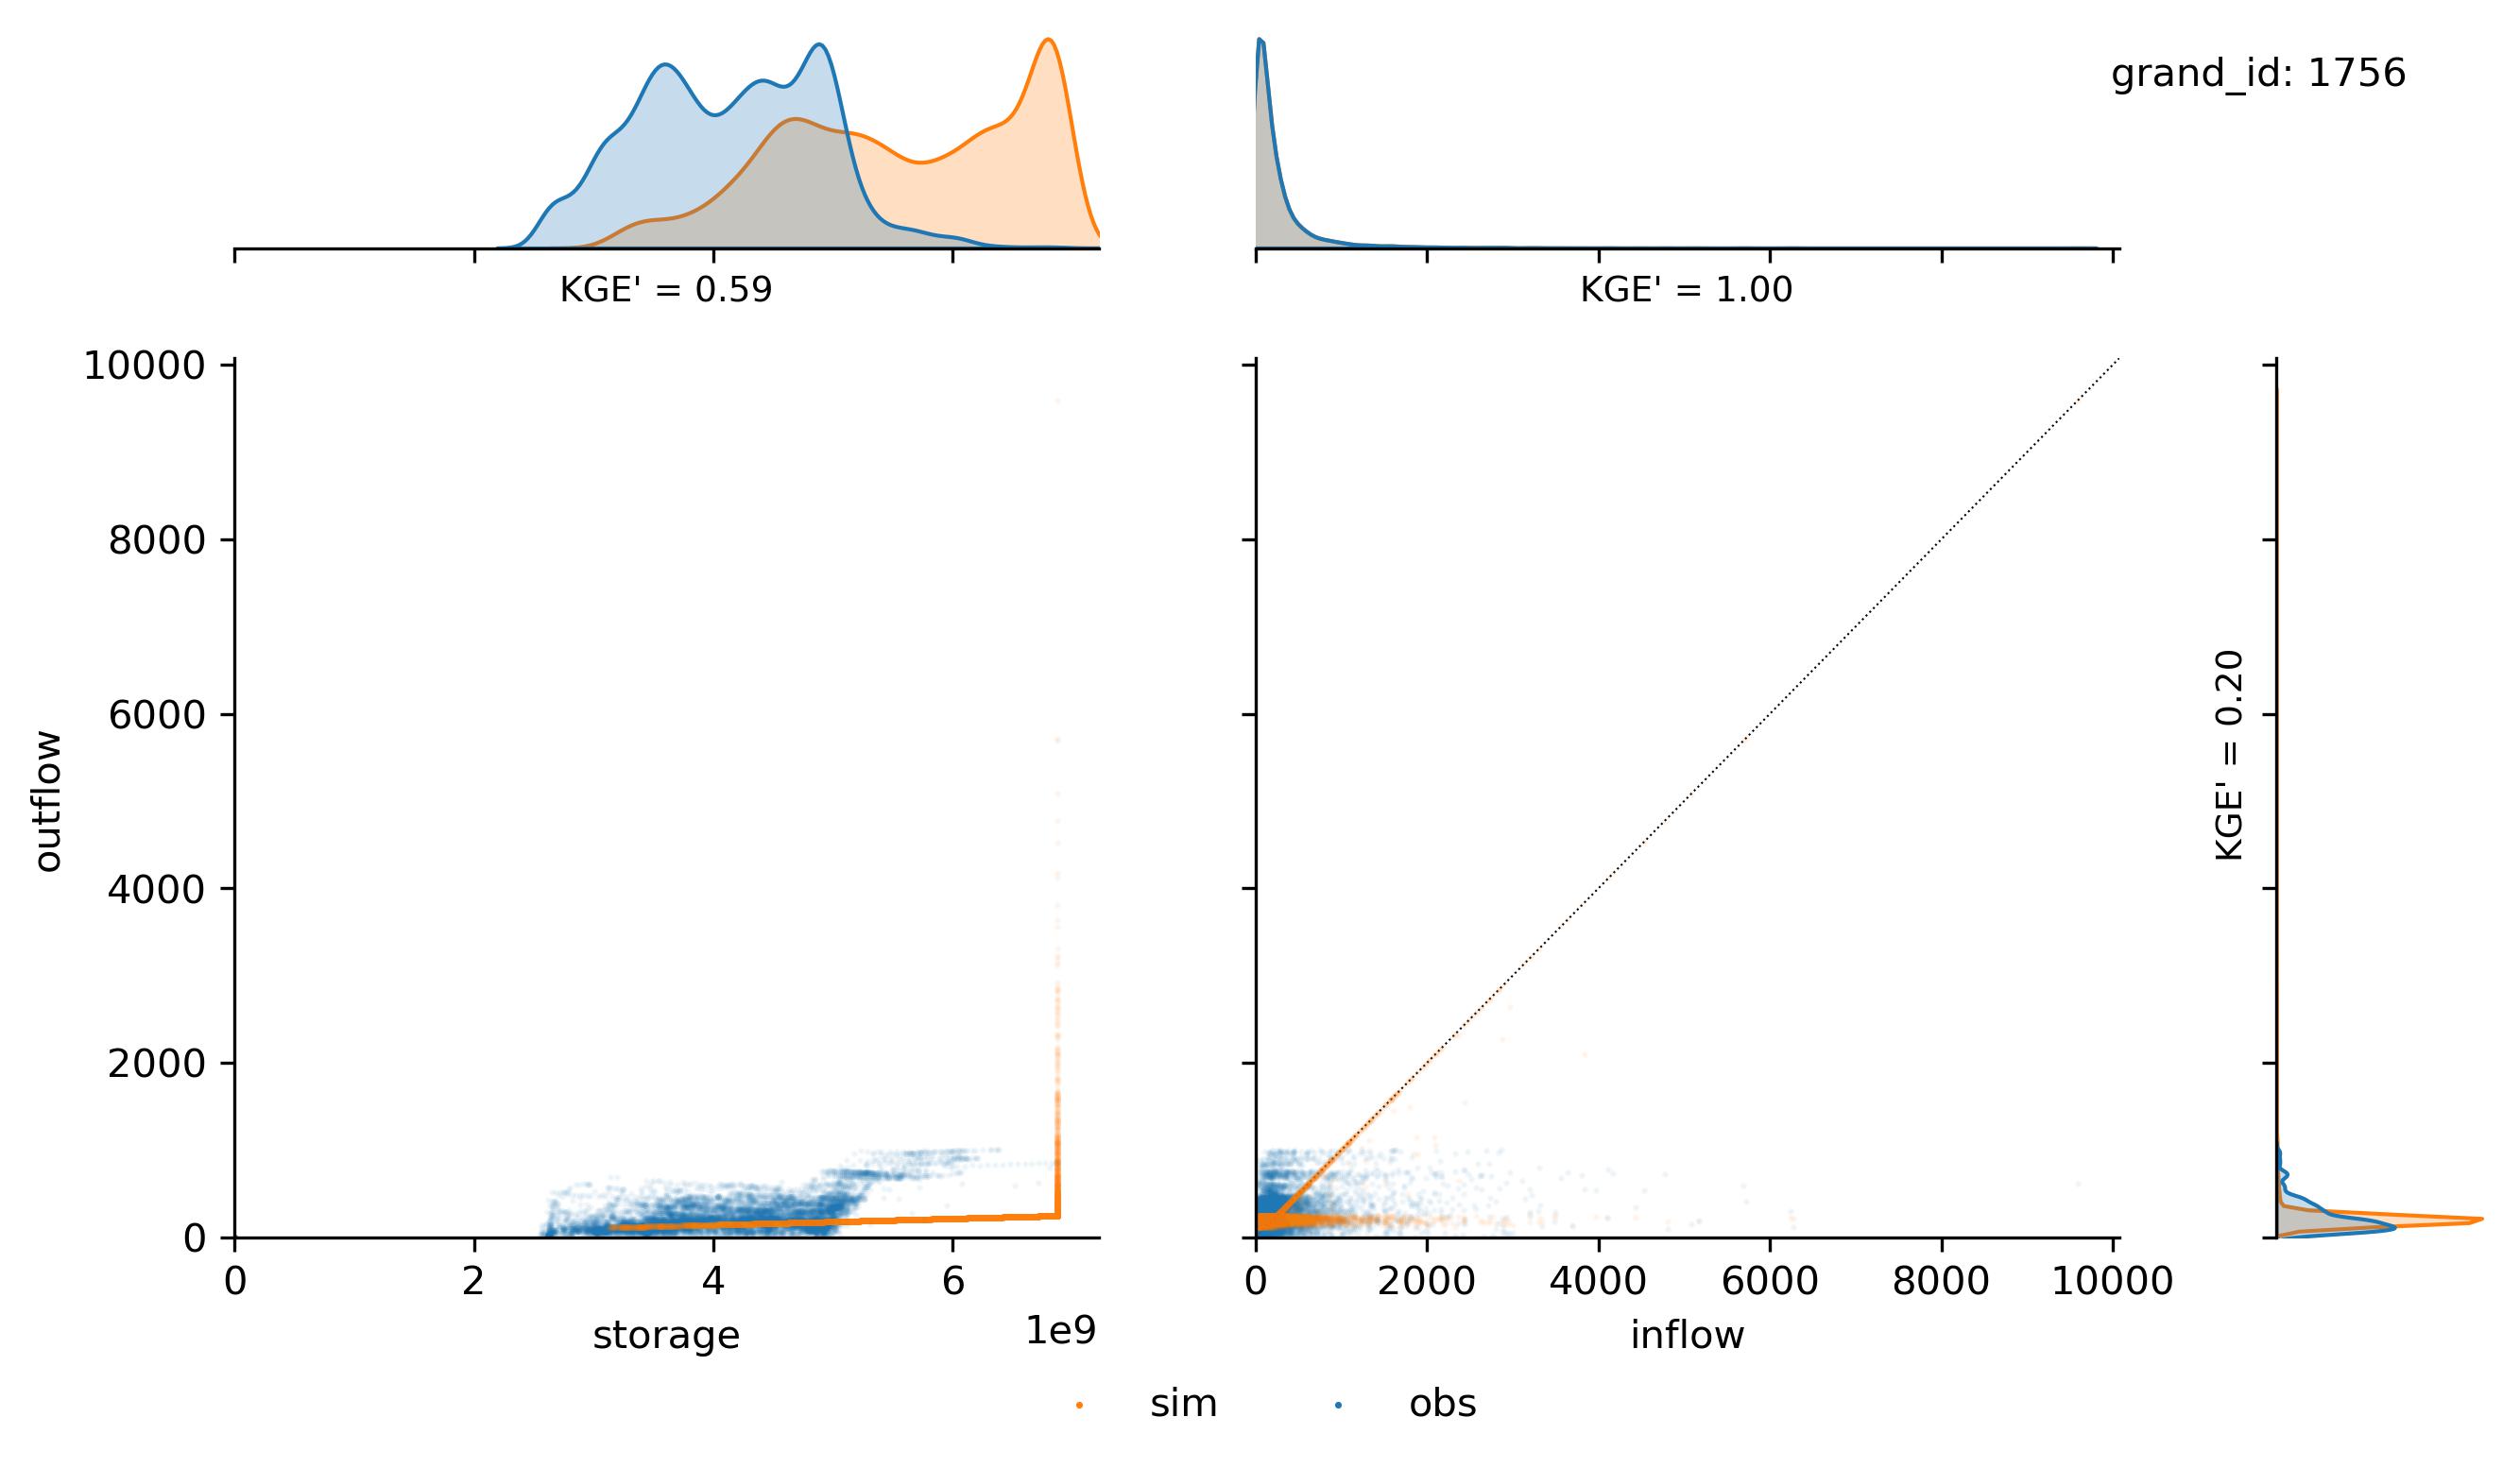 grand_id: 1756
KGE' = 0.59
KGE' = 1.00
10000
8000
6000
4000
2000
0
outflow
KGE' = 0.20
0 2 4 6
1e9
storage
0 2000 4000 6000 8000 10000
inflow
sim obs